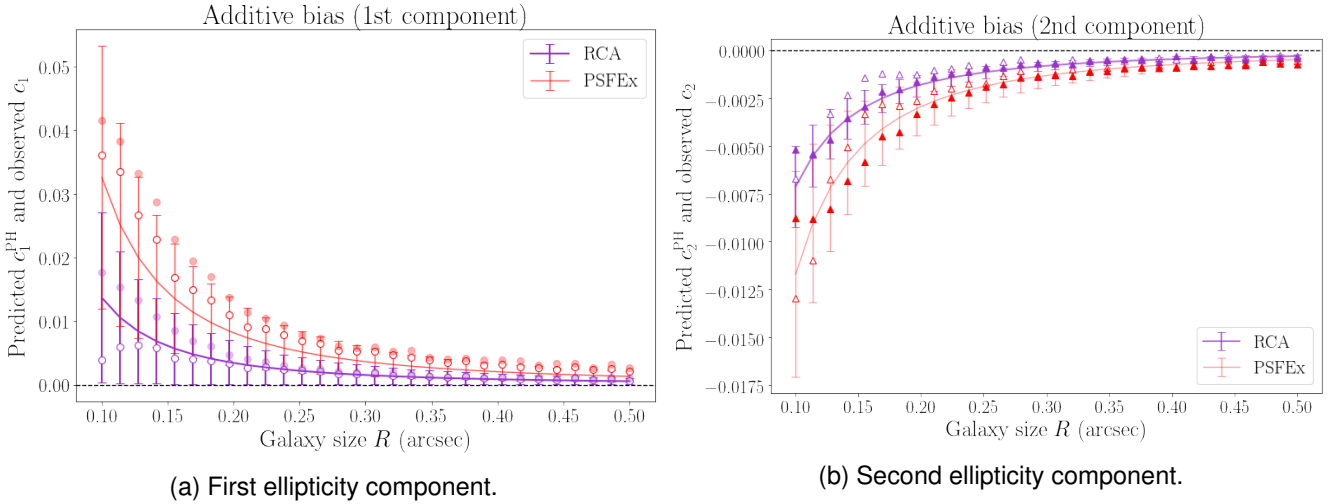 Additive bias (1st component)
Predicted c₁^PH and observed c₁
0.05
0.04
0.03
0.02
0.01
0.00
RCA
PSFEx
0.10 0.15 0.20 0.25 0.30 0.35 0.40 0.45 0.50
Galaxy size R (arcsec)
(a) First ellipticity component.
Additive bias (2nd component)
Predicted c₂^PH and observed c₂
0.0000
−0.0025
−0.0050
−0.0075
−0.0100
−0.0125
−0.0150
−0.0175
RCA
PSFEx
0.10 0.15 0.20 0.25 0.30 0.35 0.40 0.45 0.50
Galaxy size R (arcsec)
(b) Second ellipticity component.